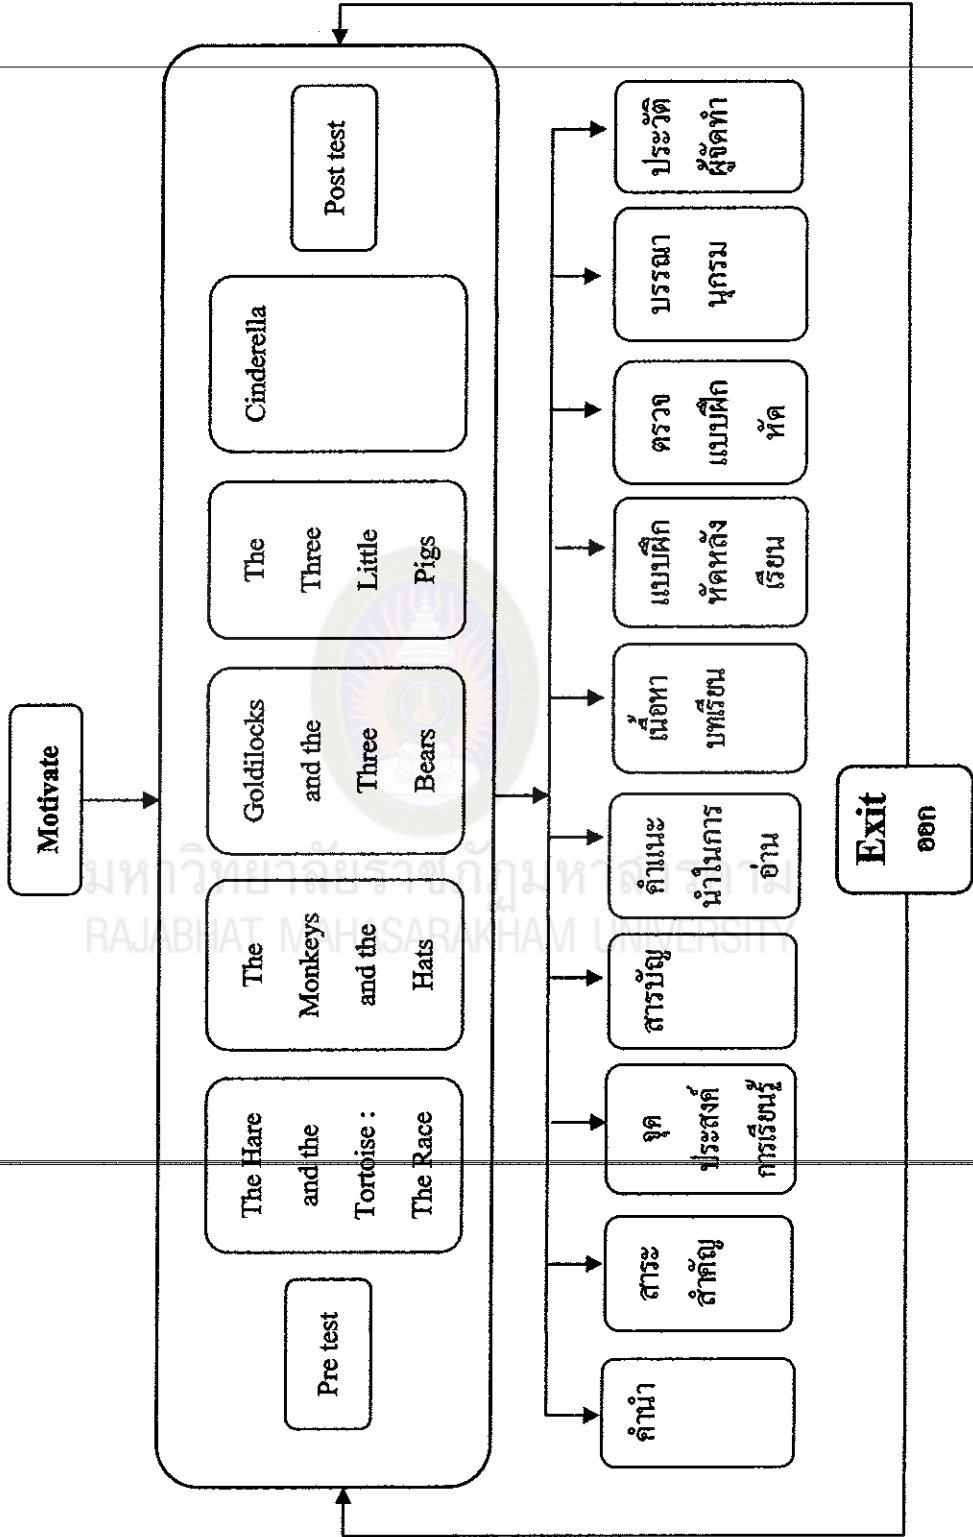 Motivate
Pre test
The Hare
and the
Tortoise :
The Race
The
Monkeys
and the
Hats
Goldilocks
and the
Three
Bears
The
Three
Little
Pigs
Cinderella
Post test
คำนำ
สาระ
สำคัญ
จุด
ประสงค์
การเรียนรู้
สารบัญ
คำแนะ
นำในการ
อ่าน
เนื้อหา
บทเรียน
แบบฝึก
หัดหลัง
เรียน
ตรวจ
แบบฝึก
หัด
บรรณา
นุกรม
ประวัติ
ผู้จัดทำ
Exit
ออก
มหาวิทยาลัยราชภัฏมหาสารคาม
RAJABHAT MAHASARAKHAM UNIVERSITY